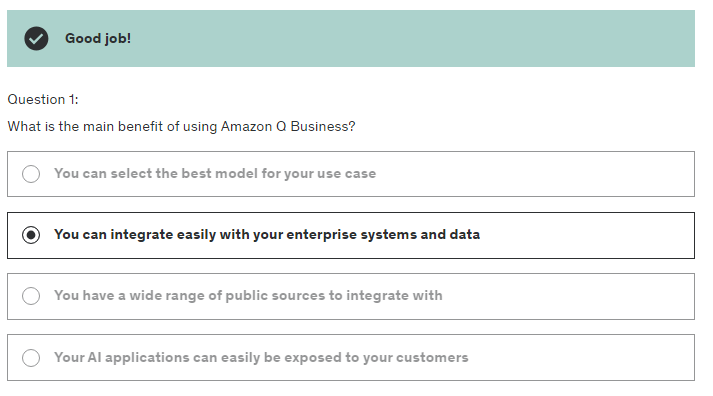 Good job!
Question 1:
What is the main benefit of using Amazon Q Business?
You can select the best model for your use case
You can integrate easily with your enterprise systems and data
You have a wide range of public sources to integrate with
Your AI applications can easily be exposed to your customers